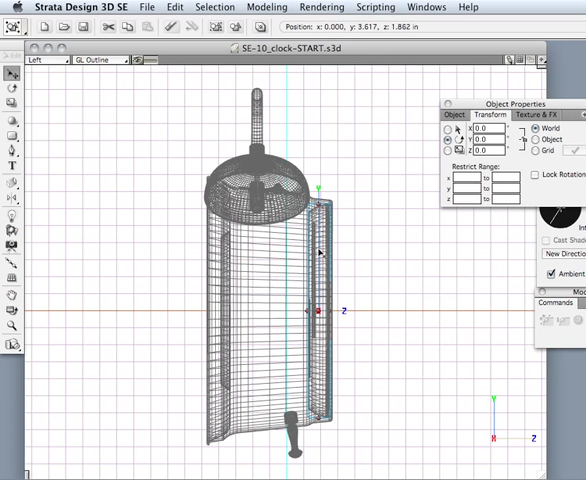 Strata Design 3D SE File Edit Selection Modeling Rendering Scripting Windows Help
Position: x: 0.000, y: 3.617, z: 1.862 in
SE-10_clock-START.s3d
Left GL Outline
Object Properties
Object Transform Texture & FX
X 0.0 ° World
Y 0.0 ° Object
Z 0.0 ° Grid
Restrict Range:
x to
y to
z to
Lock Rotation
Cast Shad
New Direction
Ambient
Commands
Y
Z
Y
X Z